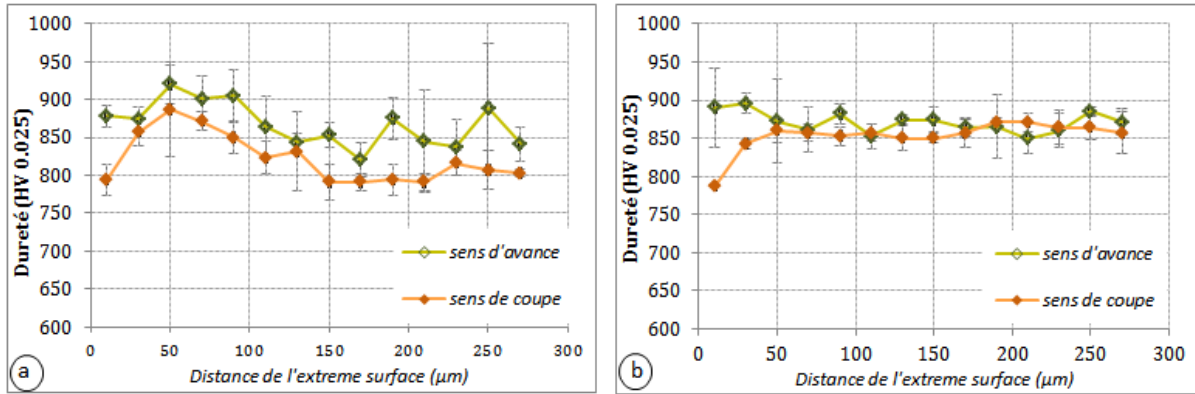 1000
950
900
850
800
750
700
650
600
Dureté (HV 0.025)
sens d'avance
sens de coupe
0 50 100 150 200 250 300
Distance de l'extreme surface (µm)
a
1000
950
900
850
800
750
700
650
600
Dureté (HV 0.025)
sens d'avance
sens de coupe
0 50 100 150 200 250 300
Distance de l'extreme surface (µm)
b